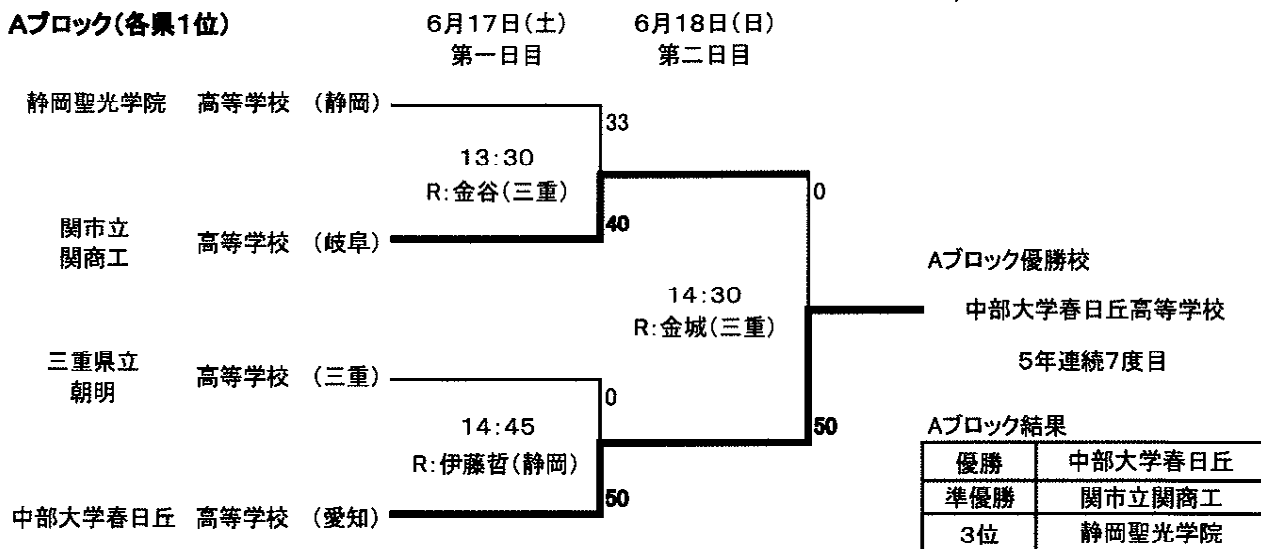 Aブロック(各県1位)
6月17日(土)
6月18日(日)
第一日目
第二日目
静岡聖光学院 高等学校 (静岡)
33
13:30
R:金谷(三重)
0
関市立
関商工
高等学校 (岐阜)
40
Aブロック優勝校
14:30
R:金城(三重)
中部大学春日丘高等学校
5年連続7度目
三重県立
朝明
高等学校 (三重)
0
14:45
R:伊藤哲(静岡)
50
Aブロック結果
優勝 中部大学春日丘
準優勝 関市立関商工
3位 静岡聖光学院
50
中部大学春日丘 高等学校 (愛知)